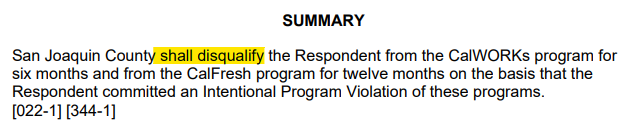 SUMMARY
San Joaquin County shall disqualify the Respondent from the CalWORKs program for
six months and from the CalFresh program for twelve months on the basis that the
Respondent committed an Intentional Program Violation of these programs.
[022-1] [344-1]